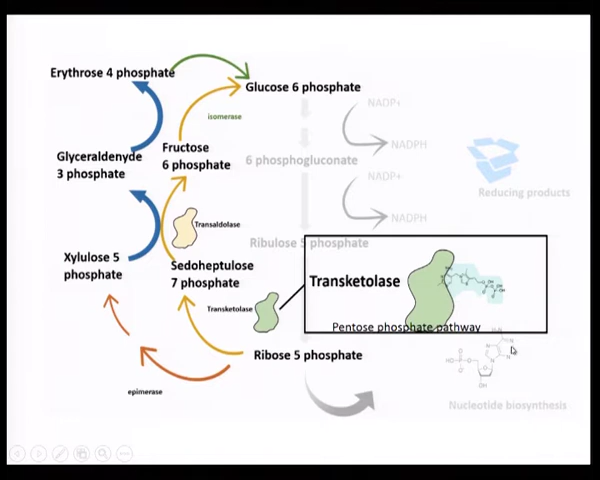 Erythrose 4 phosphate
Glucose 6 phosphate
isomerase
NADP+
NADPH
Glyceraldehyde
3 phosphate
Fructose
6 phosphate
6 phosphogluconate
NADP+
NADPH
Reducing products
Transaldolase
Ribulose 5 phosphate
Xylulose 5
phosphate
Sedoheptulose
7 phosphate
Transketolase
Transketolase
Pentose phosphate pathway
Ribose 5 phosphate
epimerase
Nucleotide biosynthesis